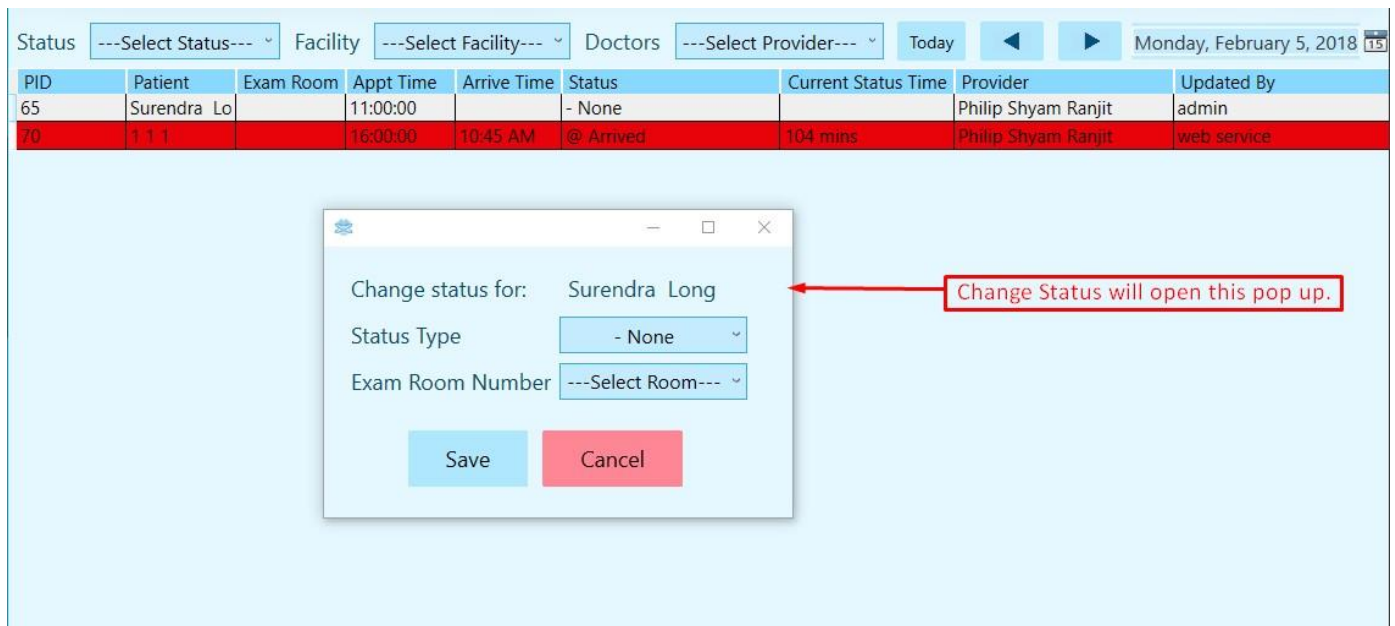 Status ---Select Status--- Facility ---Select Facility--- Doctors ---Select Provider--- Today Monday, February 5, 2018 15
PID Patient Exam Room Appt Time Arrive Time Status Current Status Time Provider Updated By
65 Surendra Lo 11:00:00 - None Philip Shyam Ranjit admin
70 1 1 1 16:00:00 10:45 AM @ Arrived 104 mins Philip Shyam Ranjit web service
Change status for: Surendra Long
Change Status will open this pop up.
Status Type - None
Exam Room Number ---Select Room---
Save Cancel